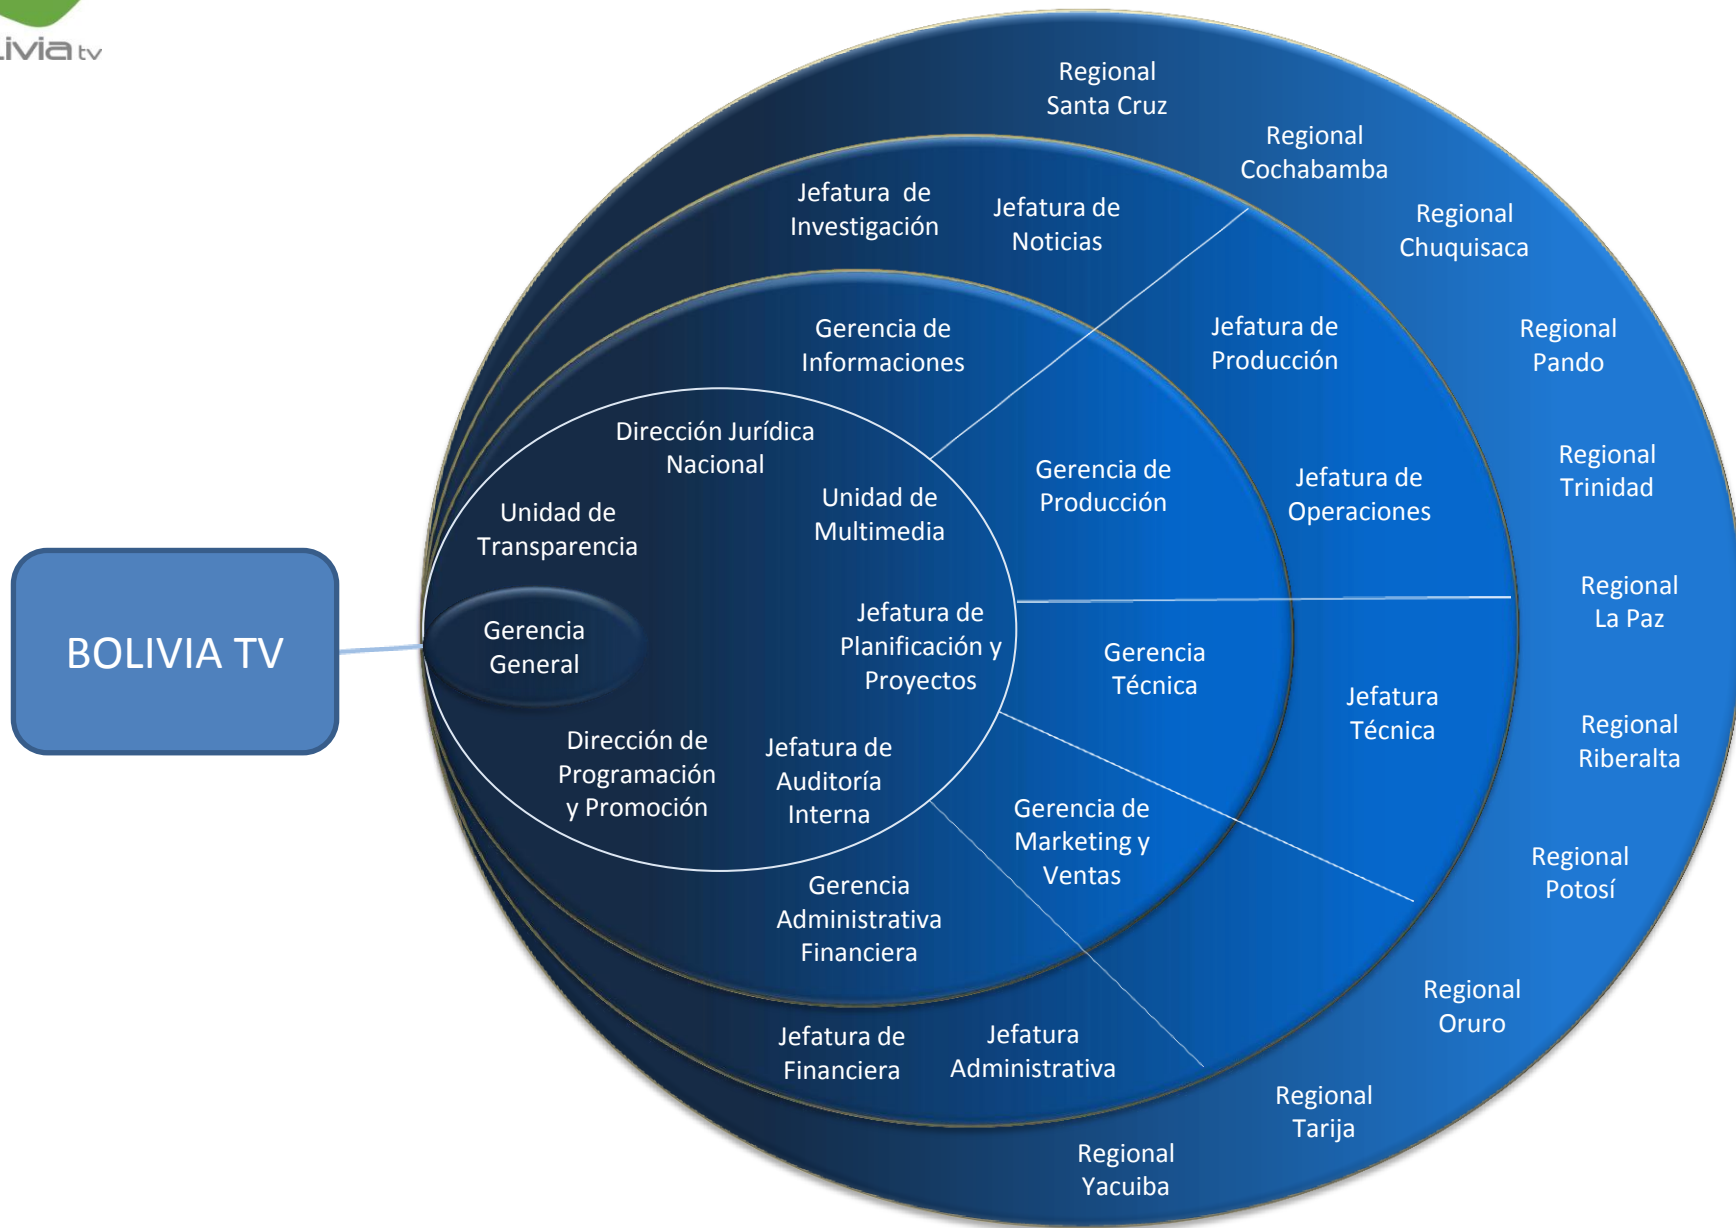 ivia tv
Regional
Santa Cruz
Regional
Cochabamba
Regional
Chuquisaca
Regional
Pando
Regional
Trinidad
Regional
La Paz
Regional
Riberalta
Regional
Potosí
Regional
Oruro
Regional
Tarija
Regional
Yacuiba
Jefatura de
Investigación
Jefatura de
Noticias
Jefatura de
Producción
Jefatura de
Operaciones
Jefatura
Técnica
Jefatura
Administrativa
Jefatura de
Financiera
Gerencia de
Informaciones
Gerencia de
Producción
Gerencia
Técnica
Gerencia de
Marketing y
Ventas
Gerencia
Administrativa
Financiera
Dirección Jurídica
Nacional
Unidad de
Multimedia
Unidad de
Transparencia
Jefatura de
Planificación y
Proyectos
Gerencia
General
Dirección de
Programación
y Promoción
Jefatura de
Auditoría
Interna
BOLIVIA TV